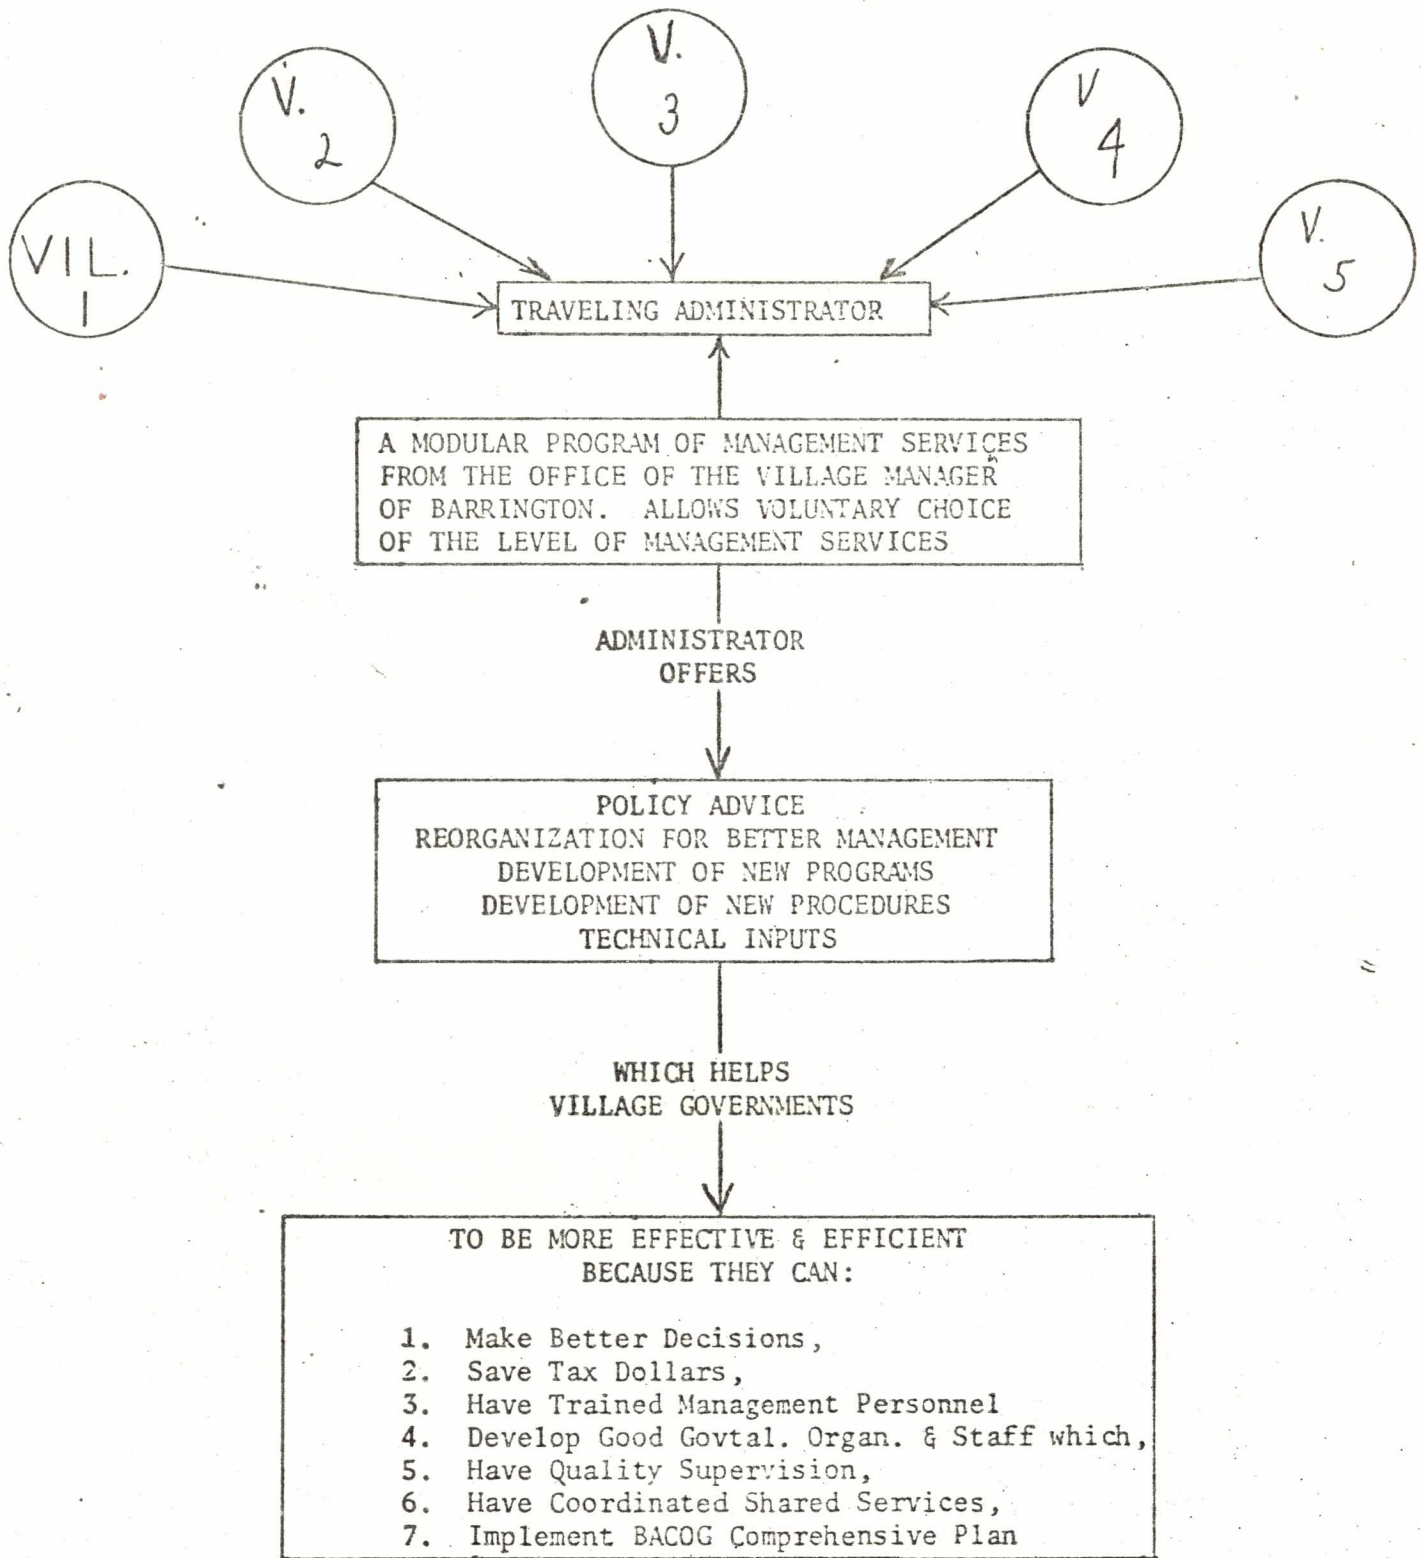 V.
3
V.
2
V
4
VIL.
1
V.
5
TRAVELING ADMINISTRATOR
A MODULAR PROGRAM OF MANAGEMENT SERVICES
FROM THE OFFICE OF THE VILLAGE MANAGER
OF BARRINGTON. ALLOWS VOLUNTARY CHOICE
OF THE LEVEL OF MANAGEMENT SERVICES
ADMINISTRATOR
OFFERS
POLICY ADVICE
REORGANIZATION FOR BETTER MANAGEMENT
DEVELOPMENT OF NEW PROGRAMS
DEVELOPMENT OF NEW PROCEDURES
TECHNICAL INPUTS
WHICH HELPS
VILLAGE GOVERNMENTS
TO BE MORE EFFECTIVE & EFFICIENT
BECAUSE THEY CAN:
1. Make Better Decisions,
2. Save Tax Dollars,
3. Have Trained Management Personnel
4. Develop Good Govtal. Organ. & Staff which,
5. Have Quality Supervision,
6. Have Coordinated Shared Services,
7. Implement BACOG Comprehensive Plan